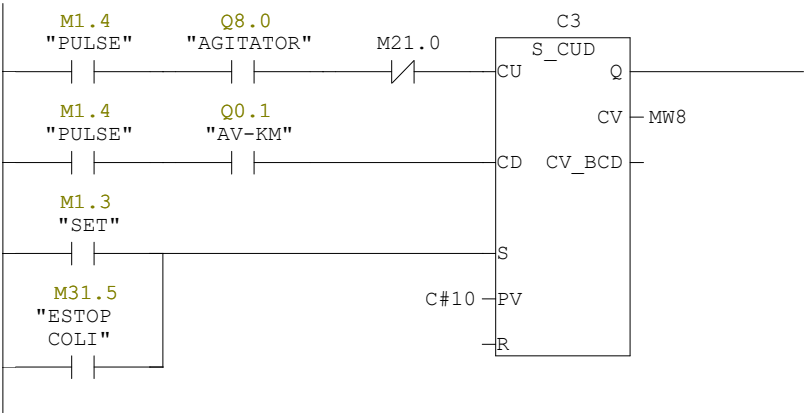 M1.4 Q8.0 C3
"PULSE" "AGITATOR" M21.0 S_CUD
CU Q
M1.4 Q0.1 CV MW8
"PULSE" "AV-KM"
CD CV_BCD
M1.3
"SET"
S
M31.5 C#10 PV
"ESTOP
COLI" R